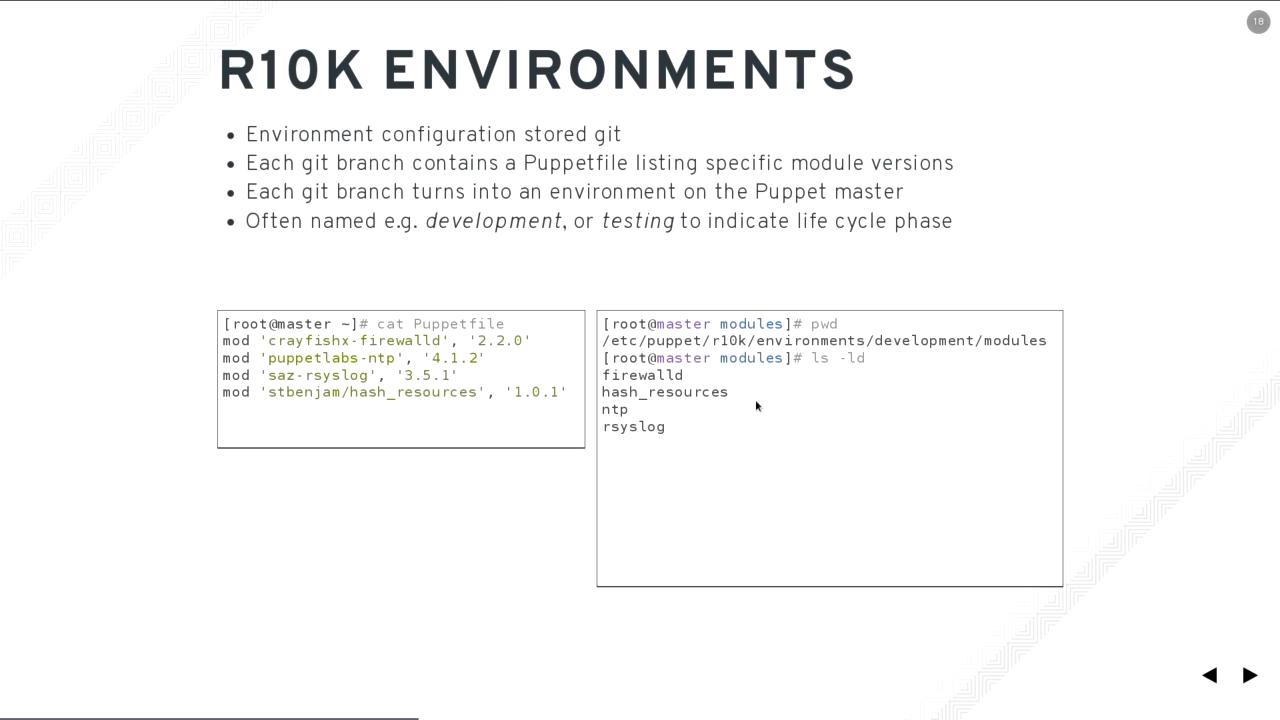 18
R10K ENVIRONMENTS
Environment configuration stored git
Each git branch contains a Puppetfile listing specific module versions
Each git branch turns into an environment on the Puppet master
Often named e.g. development, or testing to indicate life cycle phase
[root@master ~]# cat Puppetfile
mod 'crayfishx-firewalld', '2.2.0'
mod 'puppetlabs-ntp', '4.1.2'
mod 'saz-rsyslog', '3.5.1'
mod 'stbenjam/hash_resources', '1.0.1'
[root@master modules]# pwd
/etc/puppet/r10k/environments/development/modules
[root@master modules]# ls -ld
firewalld
hash_resources
ntp
rsyslog